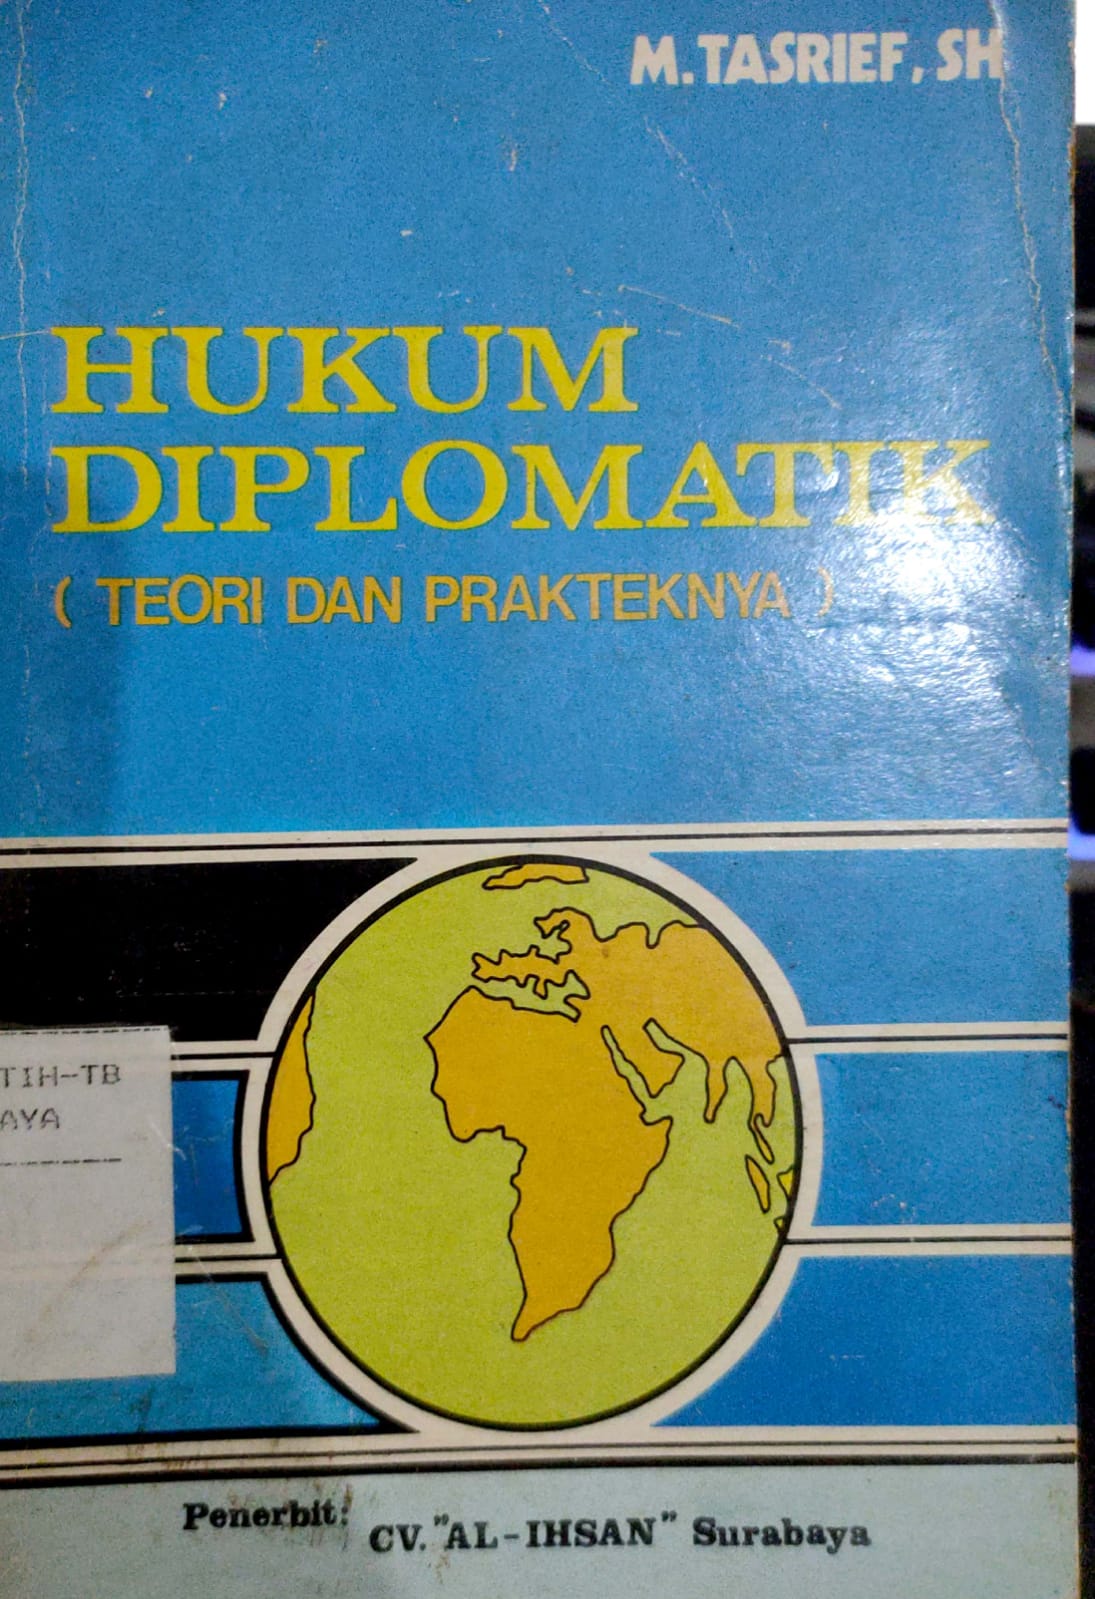 M. TASRIEF, SH
HUKUM
DIPLOMATIK
( TEORI DAN PRAKTEKNYA )
TIH-TB
AYA
Penerbit: CV. "AL-IHSAN" Surabaya